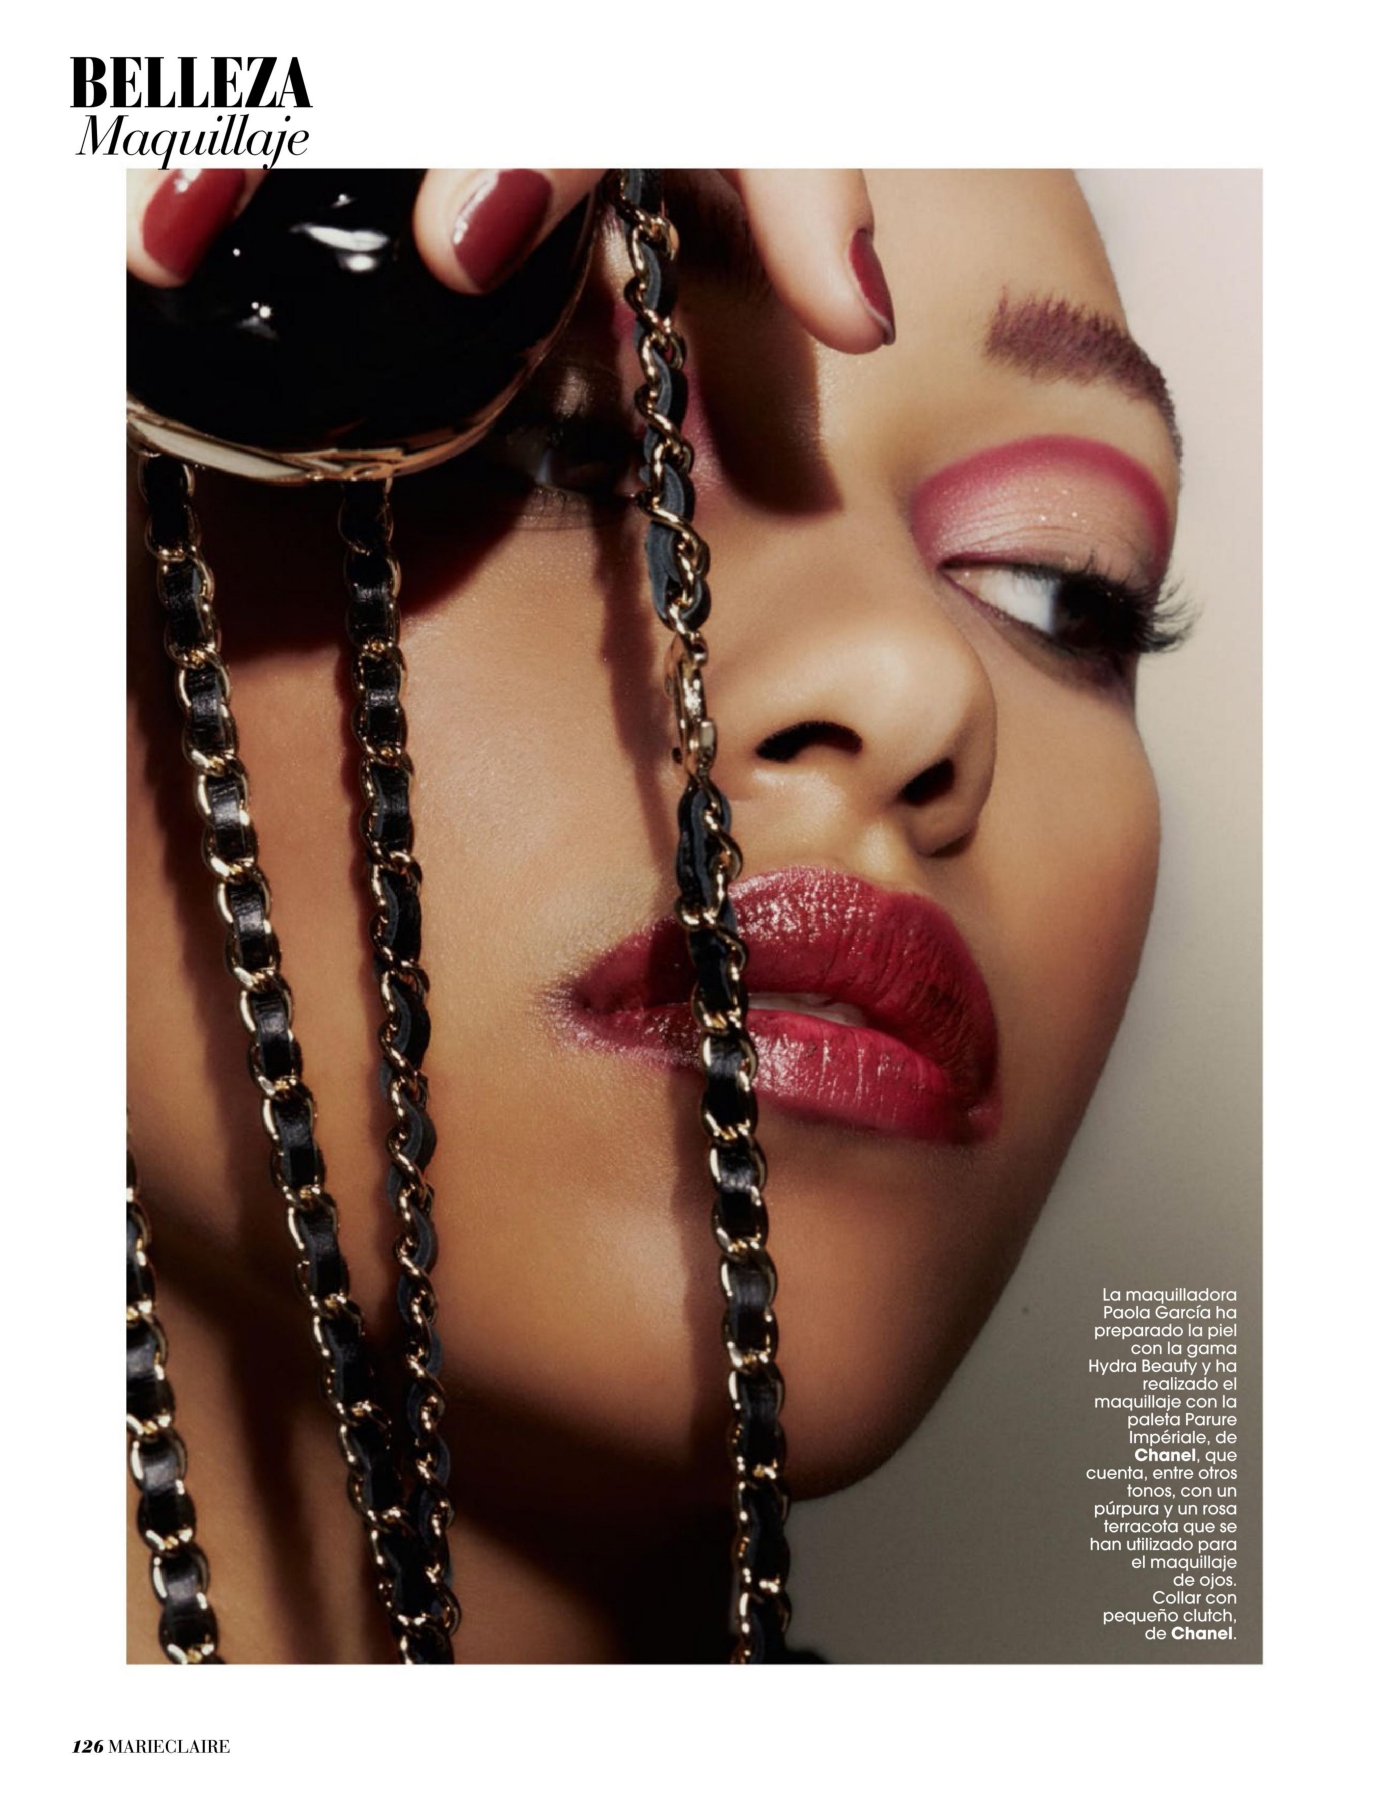 BELLEZA
Maquillaje
La maquilladora
Paola García ha
preparado la piel
con la gama
Hydra Beauty y ha
realizado el
maquillaje con la
paleta Parure
Impériale, de
Chanel, que
cuenta, entre otros
tonos, con un
púrpura y un rosa
terracota que se
han utilizado para
el maquillaje
de ojos.
Collar con
pequeño clutch,
de Chanel.
126 MARIECLAIRE